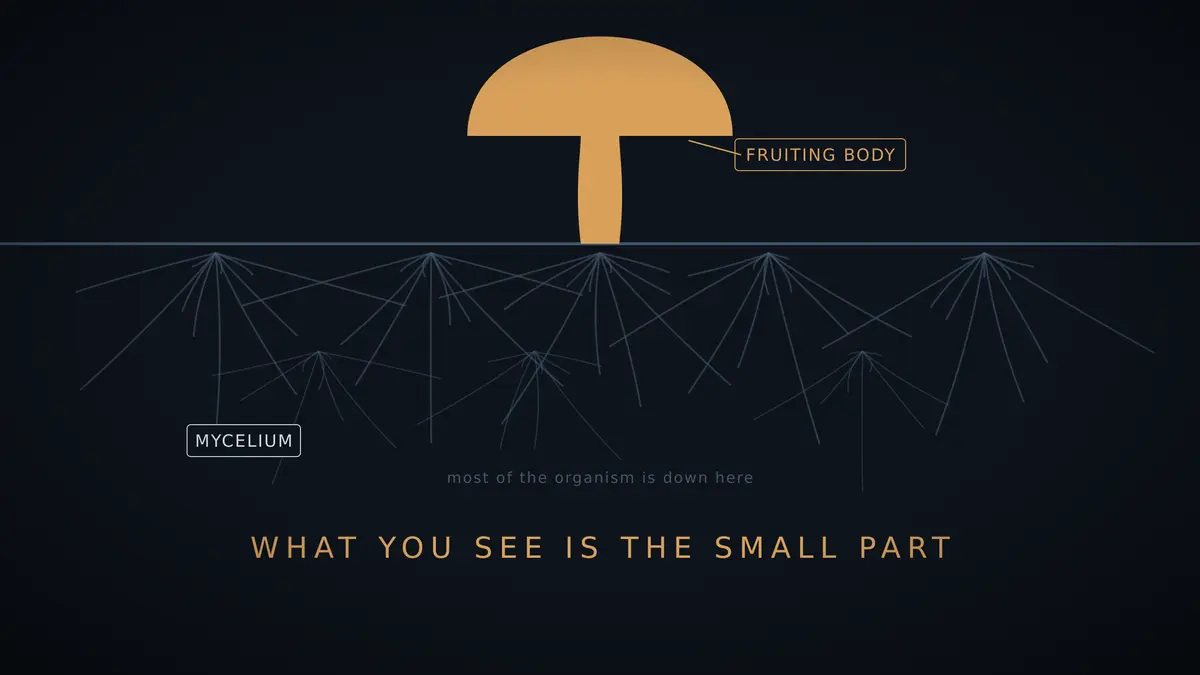 FRUITING BODY
MYCELIUM
most of the organism is down here
WHAT YOU SEE IS THE SMALL PART